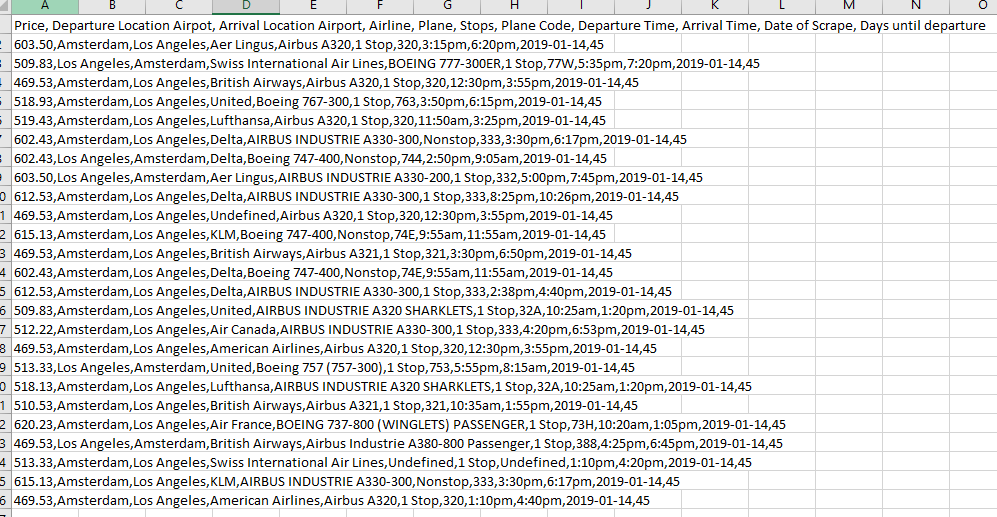 A B C D E F G H I J K L M N O
Price, Departure Location Airpot, Arrival Location Airport, Airline, Plane, Stops, Plane Code, Departure Time, Arrival Time, Date of Scrape, Days until departure
2 603.50,Amsterdam,Los Angeles,Aer Lingus,Airbus A320,1 Stop,320,3:15pm,6:20pm,2019-01-14,45
3 509.83,Los Angeles,Amsterdam,Swiss International Air Lines,BOEING 777-300ER,1 Stop,77W,5:35pm,7:20pm,2019-01-14,45
4 469.53,Amsterdam,Los Angeles,British Airways,Airbus A320,1 Stop,320,12:30pm,3:55pm,2019-01-14,45
5 518.93,Amsterdam,Los Angeles,United,Boeing 767-300,1 Stop,763,3:50pm,6:15pm,2019-01-14,45
5 519.43,Amsterdam,Los Angeles,Lufthansa,Airbus A320,1 Stop,320,11:50am,3:25pm,2019-01-14,45
7 602.43,Amsterdam,Los Angeles,Delta,AIRBUS INDUSTRIE A330-300,Nonstop,333,3:30pm,6:17pm,2019-01-14,45
3 602.43,Los Angeles,Amsterdam,Delta,Boeing 747-400,Nonstop,744,2:50pm,9:05am,2019-01-14,45
9 603.50,Los Angeles,Amsterdam,Aer Lingus,AIRBUS INDUSTRIE A330-200,1 Stop,332,5:00pm,7:45pm,2019-01-14,45
0 612.53,Amsterdam,Los Angeles,Delta,AIRBUS INDUSTRIE A330-300,1 Stop,333,8:25pm,10:26pm,2019-01-14,45
1 469.53,Amsterdam,Los Angeles,Undefined,Airbus A320,1 Stop,320,12:30pm,3:55pm,2019-01-14,45
2 615.13,Amsterdam,Los Angeles,KLM,Boeing 747-400,Nonstop,74E,9:55am,11:55am,2019-01-14,45
3 469.53,Amsterdam,Los Angeles,British Airways,Airbus A321,1 Stop,321,3:30pm,6:50pm,2019-01-14,45
4 602.43,Amsterdam,Los Angeles,Delta,Boeing 747-400,Nonstop,74E,9:55am,11:55am,2019-01-14,45
5 612.53,Amsterdam,Los Angeles,Delta,AIRBUS INDUSTRIE A330-300,1 Stop,333,2:38pm,4:40pm,2019-01-14,45
6 509.83,Amsterdam,Los Angeles,United,AIRBUS INDUSTRIE A320 SHARKLETS,1 Stop,32A,10:25am,1:20pm,2019-01-14,45
7 512.22,Amsterdam,Los Angeles,Air Canada,AIRBUS INDUSTRIE A330-300,1 Stop,333,4:20pm,6:53pm,2019-01-14,45
8 469.53,Amsterdam,Los Angeles,American Airlines,Airbus A320,1 Stop,320,12:30pm,3:55pm,2019-01-14,45
9 513.33,Los Angeles,Amsterdam,United,Boeing 757 (757-300),1 Stop,753,5:55pm,8:15am,2019-01-14,45
0 518.13,Amsterdam,Los Angeles,Lufthansa,AIRBUS INDUSTRIE A320 SHARKLETS,1 Stop,32A,10:25am,1:20pm,2019-01-14,45
1 510.53,Amsterdam,Los Angeles,British Airways,Airbus A321,1 Stop,321,10:35am,1:55pm,2019-01-14,45
2 620.23,Amsterdam,Los Angeles,Air France,BOEING 737-800 (WINGLETS) PASSENGER,1 Stop,73H,10:20am,1:05pm,2019-01-14,45
3 469.53,Los Angeles,Amsterdam,British Airways,Airbus Industrie A380-800 Passenger,1 Stop,388,4:25pm,6:45pm,2019-01-14,45
4 513.33,Amsterdam,Los Angeles,Swiss International Air Lines,Undefined,1 Stop,Undefined,1:10pm,4:20pm,2019-01-14,45
5 615.13,Amsterdam,Los Angeles,KLM,AIRBUS INDUSTRIE A330-300,Nonstop,333,3:30pm,6:17pm,2019-01-14,45
6 469.53,Amsterdam,Los Angeles,American Airlines,Airbus A320,1 Stop,320,1:10pm,4:40pm,2019-01-14,45